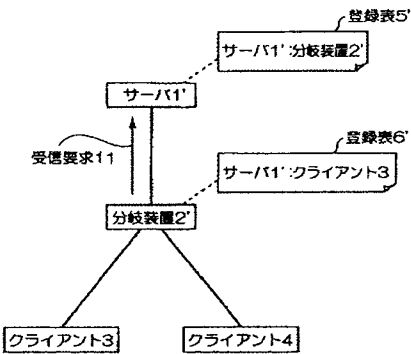 登録表5'
サーバ1':分岐装置2'
サーバ1'
受信要求11
登録表6'
サーバ1':クライアント3
分岐装置2'
クライアント3
クライアント4